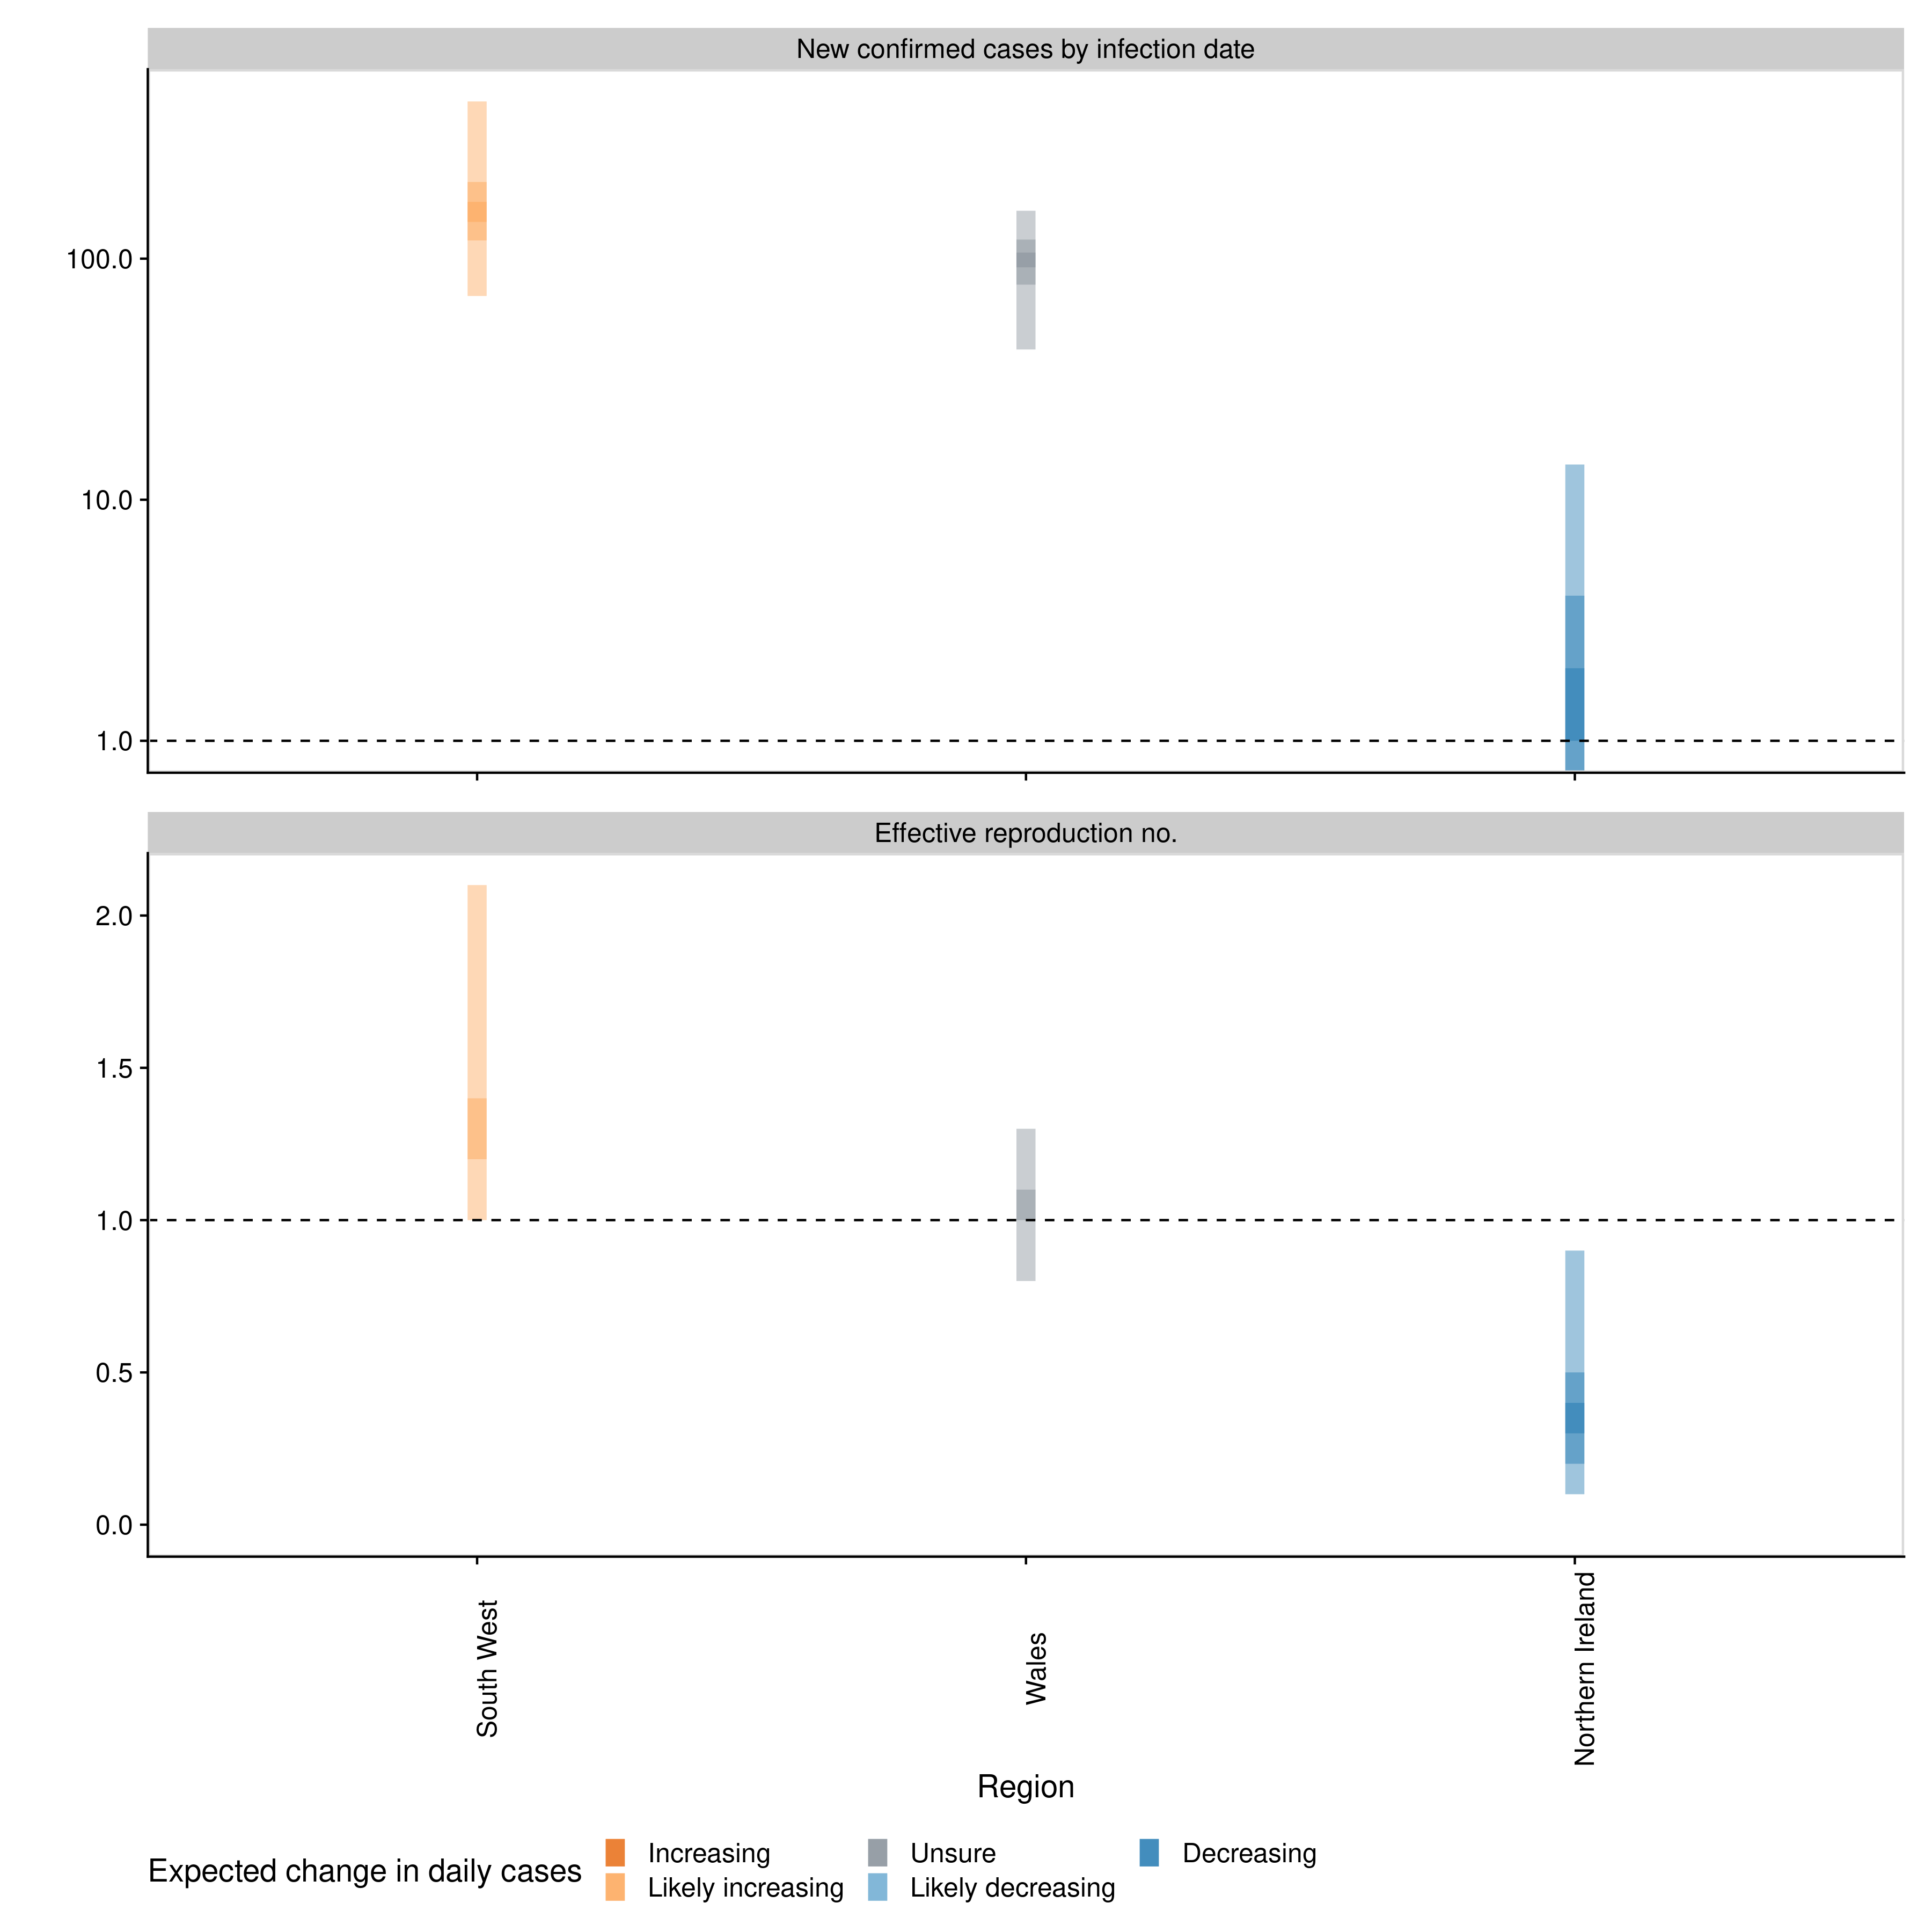 New confirmed cases by infection date
100.0
10.0
1.0
Effective reproduction no.
2.0
1.5
1.0
0.5
0.0
South West
Wales
Northern Ireland
Region
Expected change in daily cases
Increasing
Likely increasing
Unsure
Likely decreasing
Decreasing